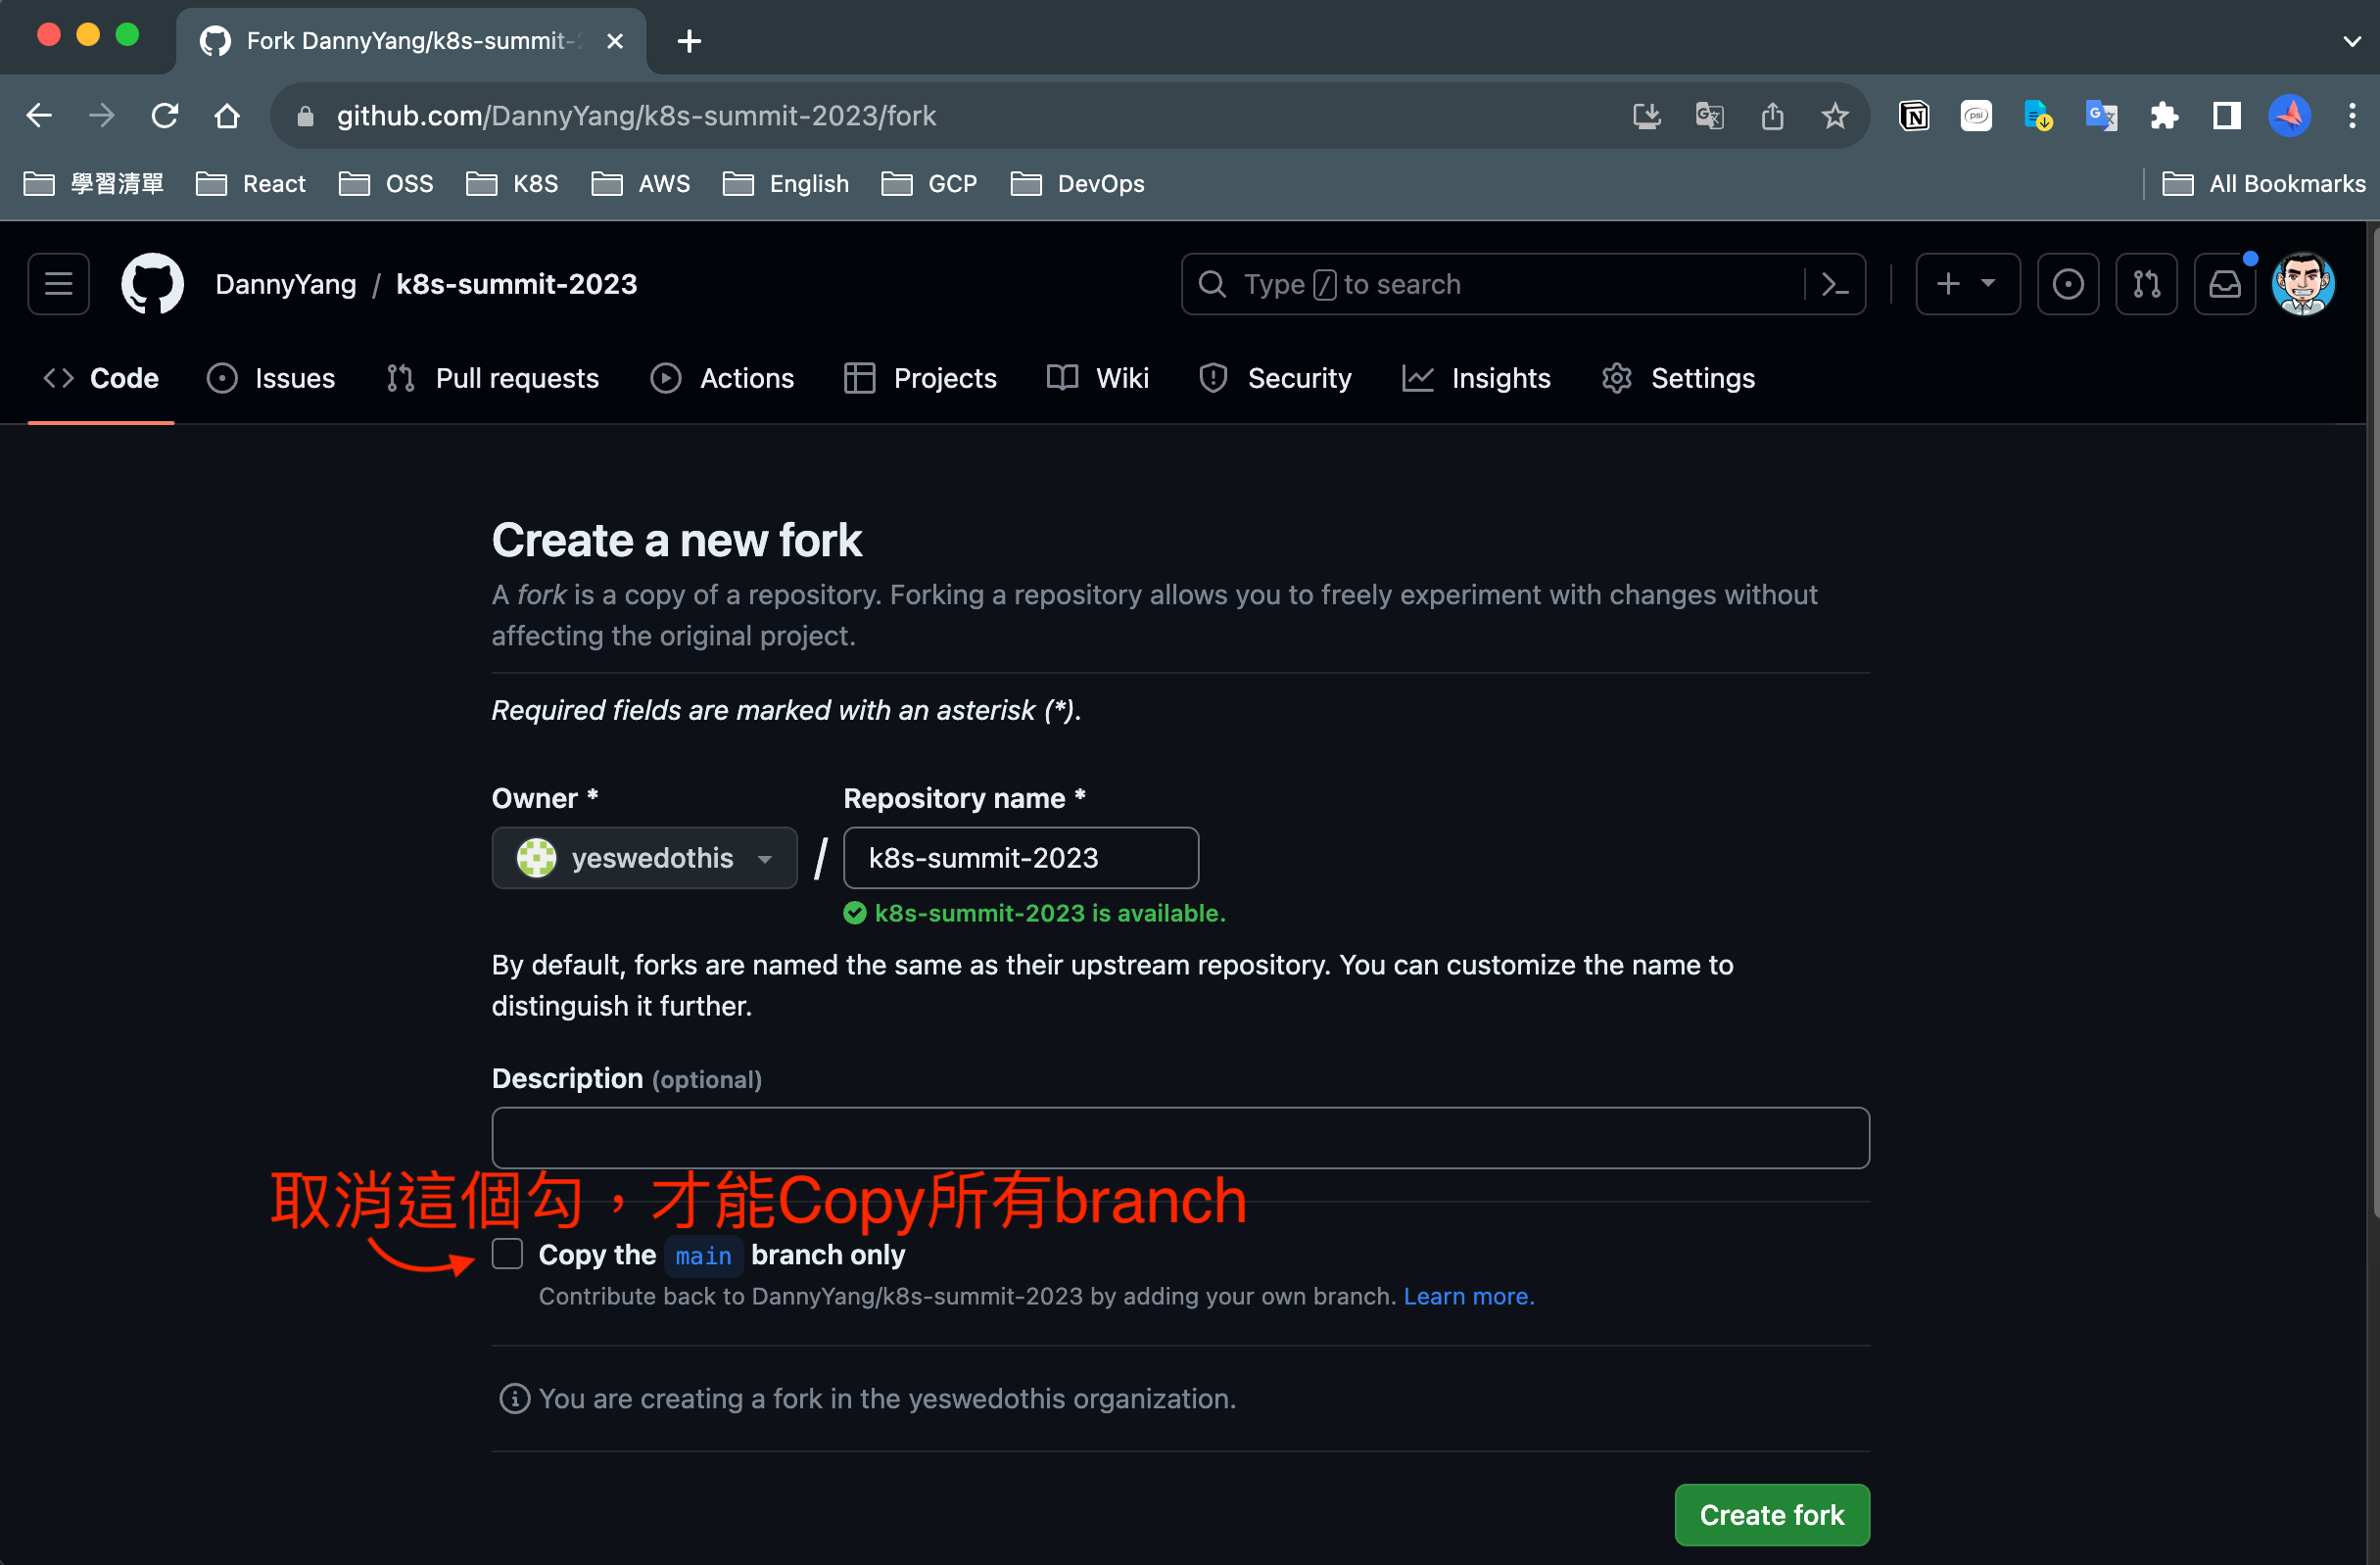 Fork DannyYang/k8s-summit-
github.com/DannyYang/k8s-summit-2023/fork
學習清單 React OSS K8S AWS English GCP DevOps All Bookmarks
DannyYang / k8s-summit-2023 Type / to search
Code Issues Pull requests Actions Projects Wiki Security Insights Settings
Create a new fork
A fork is a copy of a repository. Forking a repository allows you to freely experiment with changes without
affecting the original project.
Required fields are marked with an asterisk (*).
Owner * Repository name *
yeswedothis / k8s-summit-2023
k8s-summit-2023 is available.
By default, forks are named the same as their upstream repository. You can customize the name to
distinguish it further.
Description (optional)
取消這個勾，才能Copy所有branch
Copy the main branch only
Contribute back to DannyYang/k8s-summit-2023 by adding your own branch. Learn more.
You are creating a fork in the yeswedothis organization.
Create fork